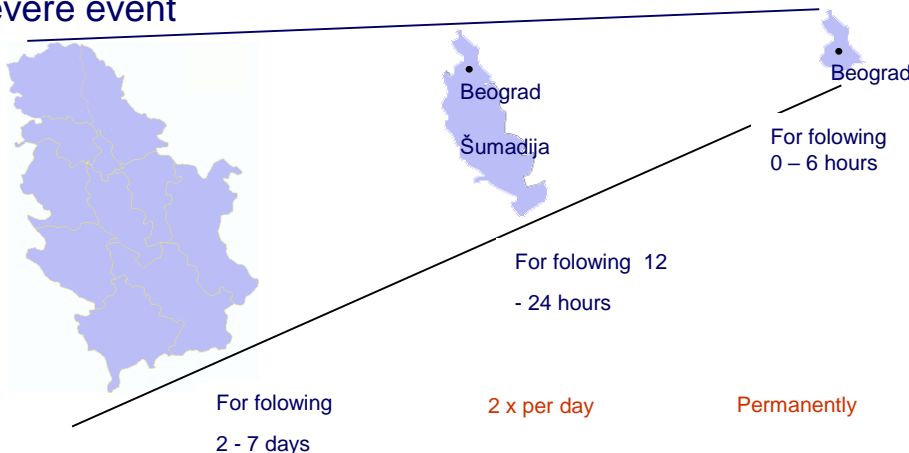 evere event
Beograd
Šumadija
Beograd
For folowing
0 – 6 hours
For folowing 12
- 24 hours
For folowing
2 - 7 days
2 x per day
Permanently